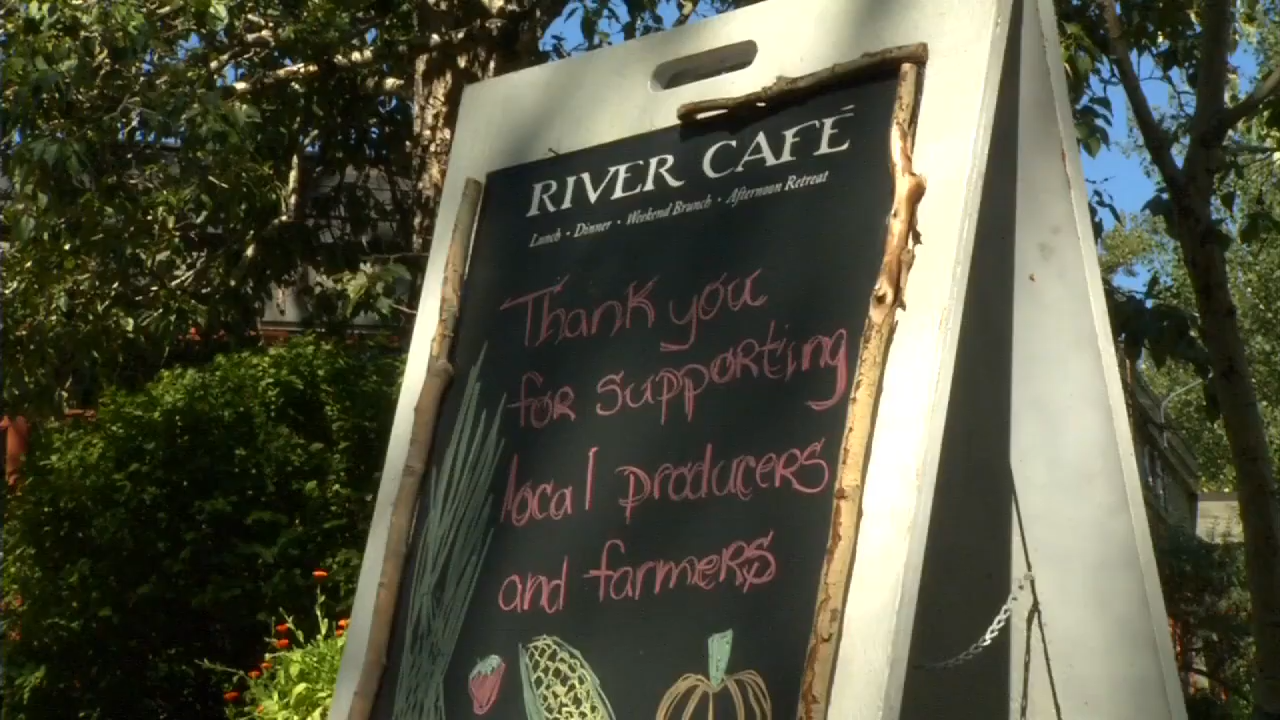 RIVER CAFÉ
Lunch · Dinner · Weekend Brunch · Afternoon Retreat
Thank you
for supporting
local producers
and farmers